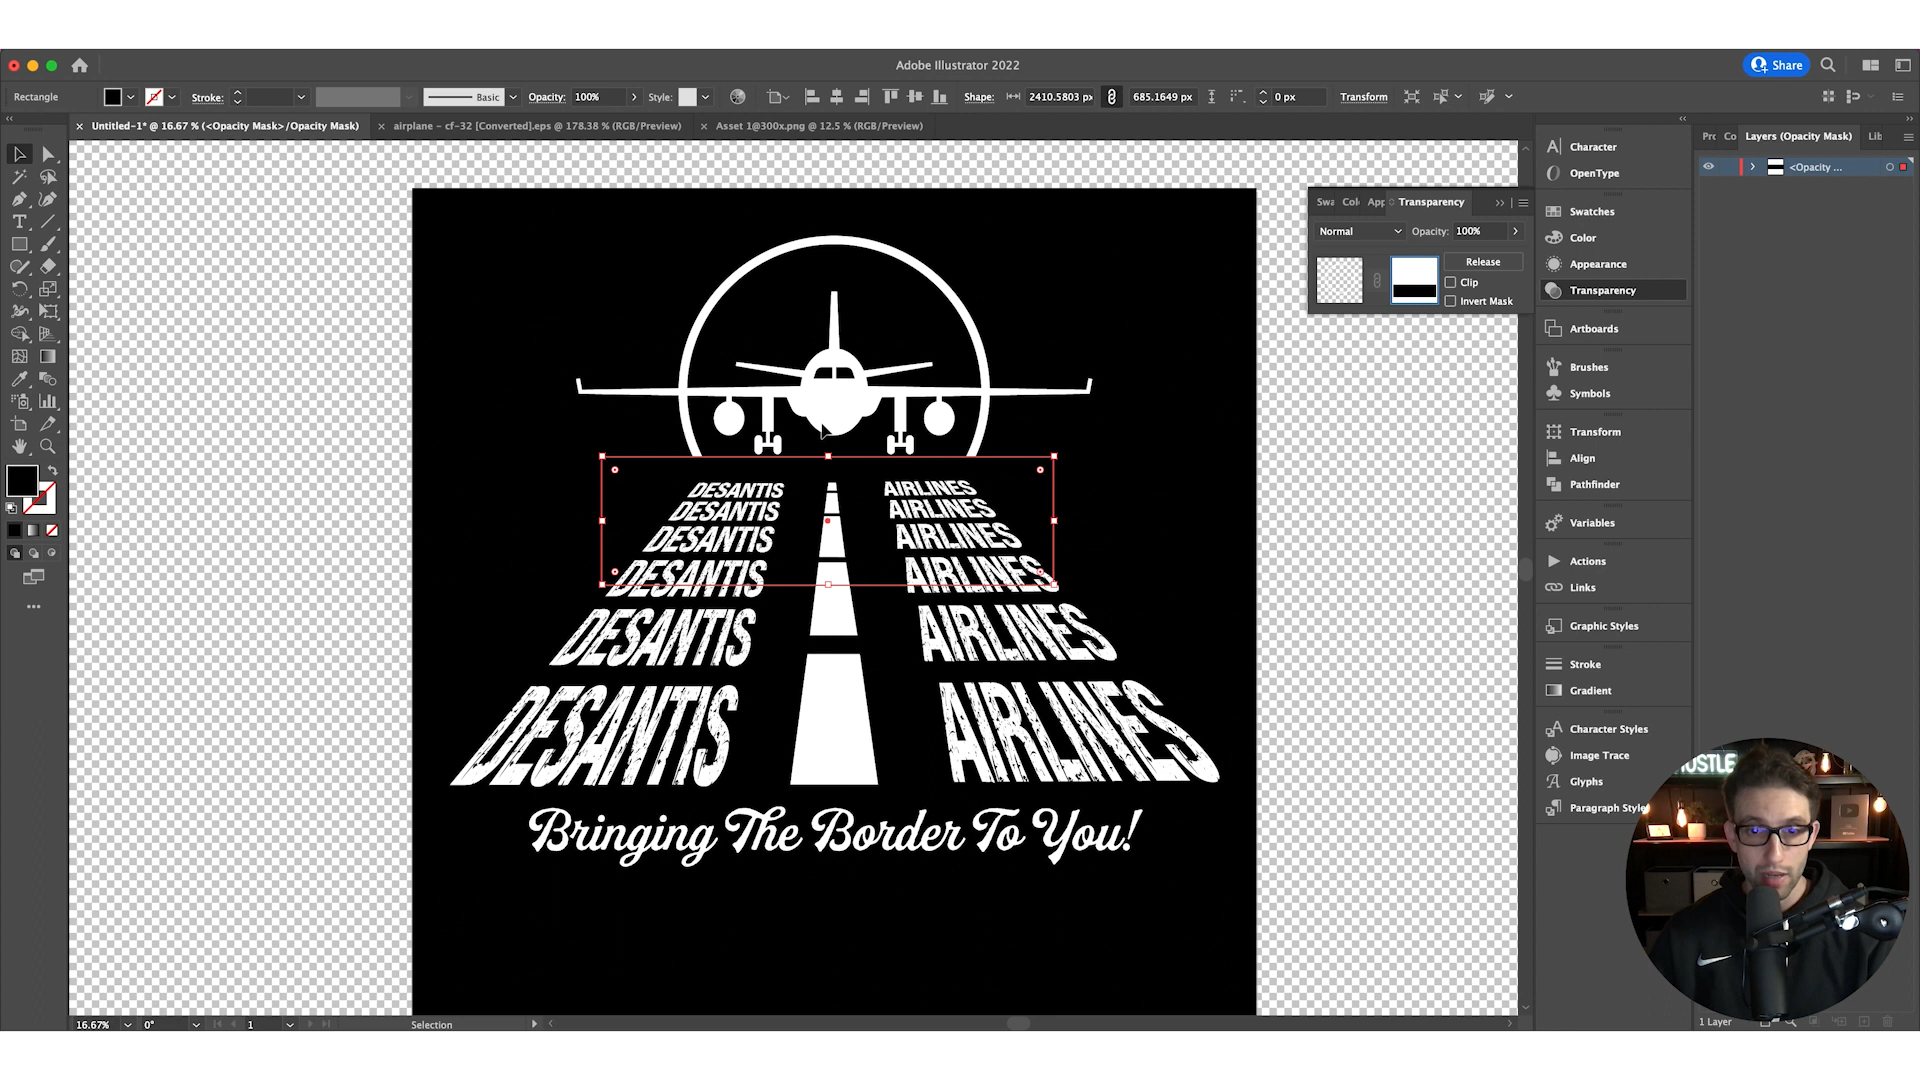 Adobe Illustrator 2022
Share
Rectangle
Stroke:
Basic
Opacity: 100%
Style:
Shape:
2410.5803 px
685.1649 px
0 px
Transform
Untitled-1* @ 16.67 % (<Opacity Mask>/Opacity Mask)
airplane - cf-32 [Converted].eps @ 178.38 % (RGB/Preview)
Asset 1@300x.png @ 12.5 % (RGB/Preview)
DESANTIS AIRLINES
DESANTIS AIRLINES
DESANTIS AIRLINES
DESANTIS AIRLINES
DESANTIS AIRLINES
DESANTIS AIRLINES
Bringing The Border To You!
Swa Col App Transparency
Normal
Opacity: 100%
Release
Clip
Invert Mask
Character
OpenType
Swatches
Color
Appearance
Transparency
Artboards
Brushes
Symbols
Transform
Align
Pathfinder
Variables
Actions
Links
Graphic Styles
Stroke
Gradient
Character Styles
Image Trace
Glyphs
Paragraph Style
Pr Co Layers (Opacity Mask) Lib
<Opacity ...
USTLE
1 Layer
16.67%
0°
1
Selection